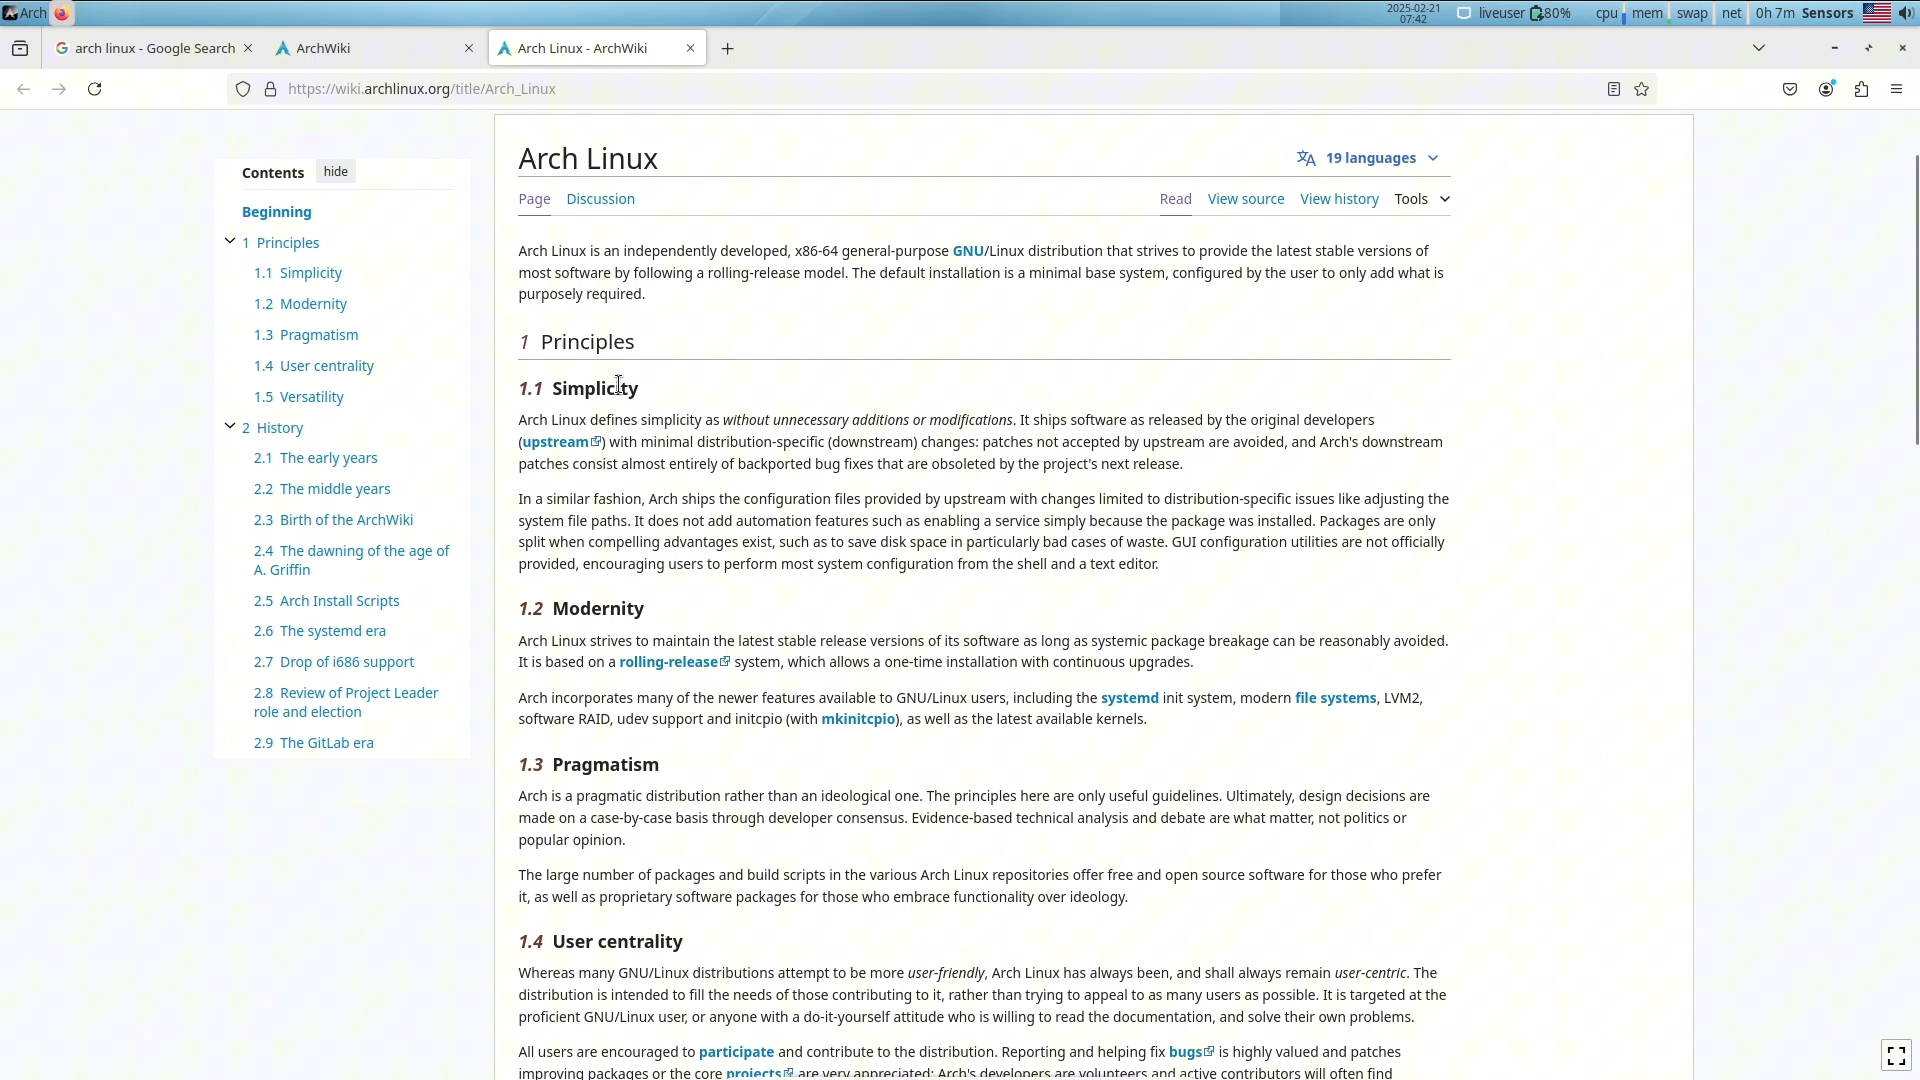 Arch
2025-02-21
07:42
liveuser
80%
cpu
mem
swap
net
0h 7m Sensors
arch linux - Google Search
ArchWiki
Arch Linux - ArchWiki
https://wiki.archlinux.org/title/Arch_Linux
Contents
hide
Beginning
1 Principles
1.1 Simplicity
1.2 Modernity
1.3 Pragmatism
1.4 User centrality
1.5 Versatility
2 History
2.1 The early years
2.2 The middle years
2.3 Birth of the ArchWiki
2.4 The dawning of the age of
A. Griffin
2.5 Arch Install Scripts
2.6 The systemd era
2.7 Drop of i686 support
2.8 Review of Project Leader
role and election
2.9 The GitLab era
Arch Linux
19 languages
Page
Discussion
Read
View source
View history
Tools
Arch Linux is an independently developed, x86-64 general-purpose GNU/Linux distribution that strives to provide the latest stable versions of
most software by following a rolling-release model. The default installation is a minimal base system, configured by the user to only add what is
purposely required.
1 Principles
1.1 Simplicity
Arch Linux defines simplicity as without unnecessary additions or modifications. It ships software as released by the original developers
(upstream) with minimal distribution-specific (downstream) changes: patches not accepted by upstream are avoided, and Arch's downstream
patches consist almost entirely of backported bug fixes that are obsoleted by the project's next release.
In a similar fashion, Arch ships the configuration files provided by upstream with changes limited to distribution-specific issues like adjusting the
system file paths. It does not add automation features such as enabling a service simply because the package was installed. Packages are only
split when compelling advantages exist, such as to save disk space in particularly bad cases of waste. GUI configuration utilities are not officially
provided, encouraging users to perform most system configuration from the shell and a text editor.
1.2 Modernity
Arch Linux strives to maintain the latest stable release versions of its software as long as systemic package breakage can be reasonably avoided.
It is based on a rolling-release system, which allows a one-time installation with continuous upgrades.
Arch incorporates many of the newer features available to GNU/Linux users, including the systemd init system, modern file systems, LVM2,
software RAID, udev support and initcpio (with mkinitcpio), as well as the latest available kernels.
1.3 Pragmatism
Arch is a pragmatic distribution rather than an ideological one. The principles here are only useful guidelines. Ultimately, design decisions are
made on a case-by-case basis through developer consensus. Evidence-based technical analysis and debate are what matter, not politics or
popular opinion.
The large number of packages and build scripts in the various Arch Linux repositories offer free and open source software for those who prefer
it, as well as proprietary software packages for those who embrace functionality over ideology.
1.4 User centrality
Whereas many GNU/Linux distributions attempt to be more user-friendly, Arch Linux has always been, and shall always remain user-centric. The
distribution is intended to fill the needs of those contributing to it, rather than trying to appeal to as many users as possible. It is targeted at the
proficient GNU/Linux user, or anyone with a do-it-yourself attitude who is willing to read the documentation, and solve their own problems.
All users are encouraged to participate and contribute to the distribution. Reporting and helping fix bugs is highly valued and patches
improving packages or the core projects are very appreciated: Arch's developers are volunteers and active contributors will often find